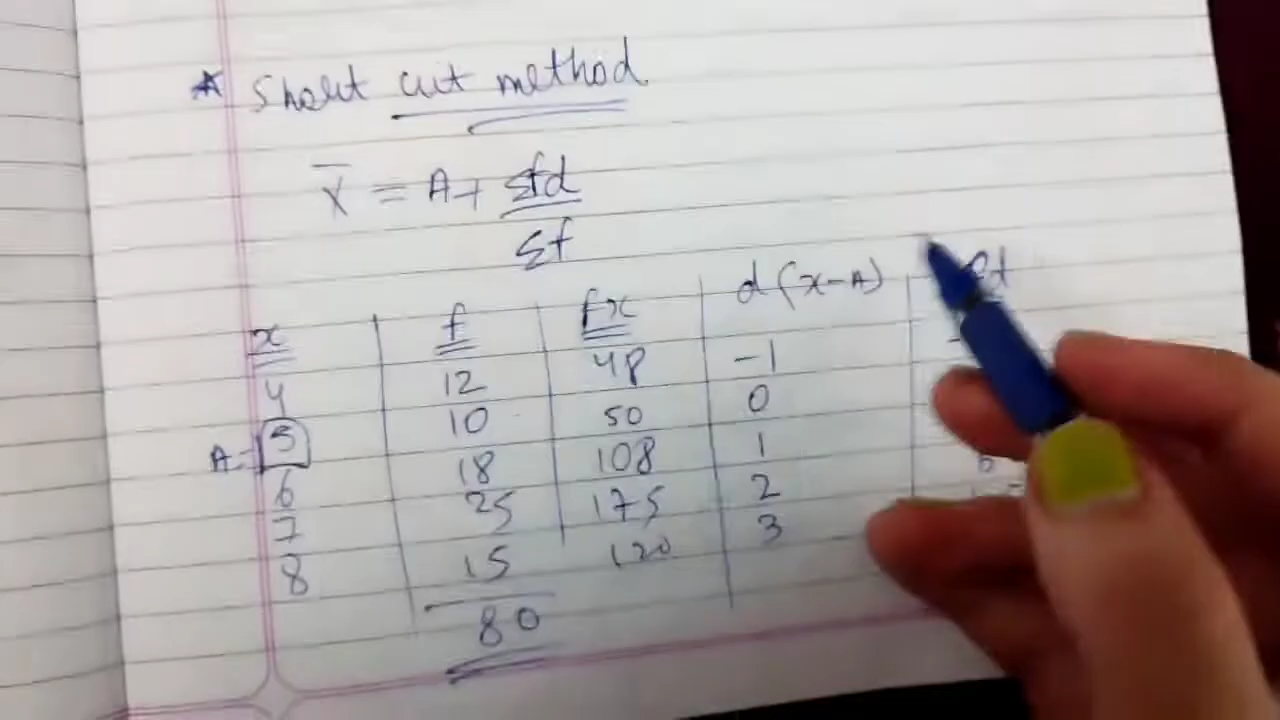 * Short cut method
x̄ = A + Σfd
Σf
x f fx d (x-A)
4 12 48 -1
A- 5 10 50 0
6 18 108 1
7 25 175 2
8 15 120 3
80